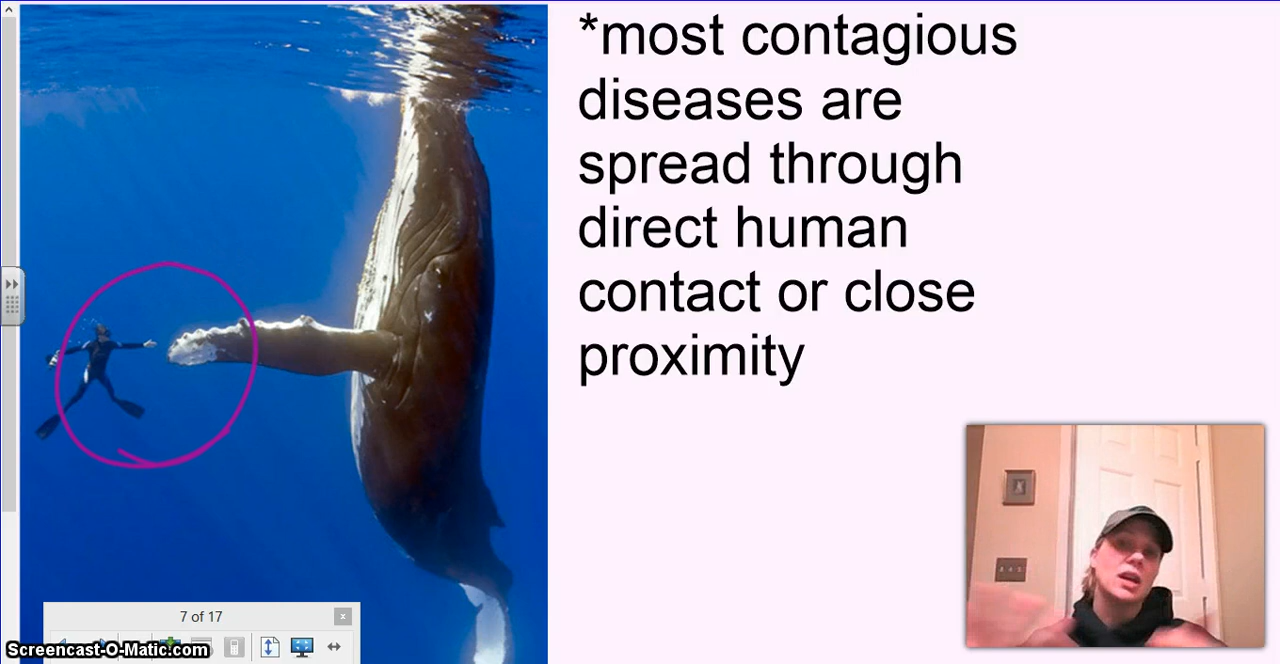 *most contagious
diseases are
spread through
direct human
contact or close
proximity
7 of 17
x
Screencast-O-Matic.com